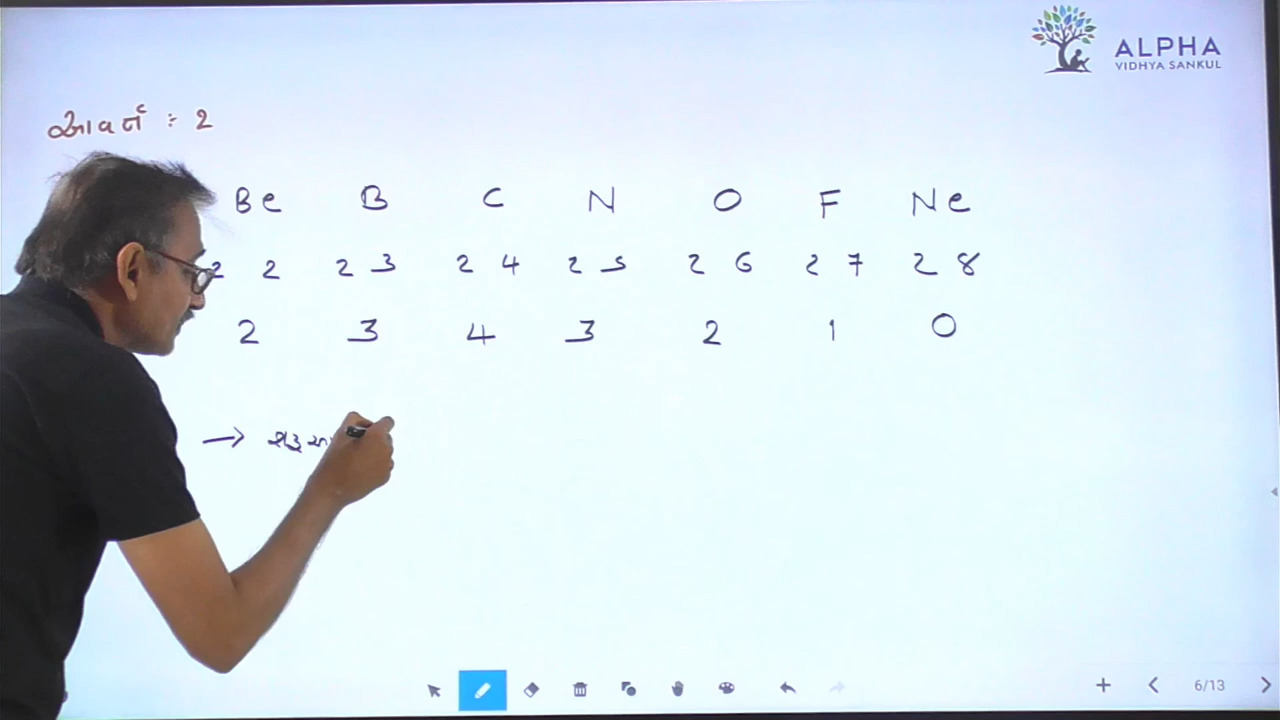 ALPHA
VIDHYA SANKUL
આવર્ત : 2
Be B C N O F Ne
2 2 2 3 2 4 2 5 2 6 2 7 2 8
2 3 4 3 2 1 0
→
6/13